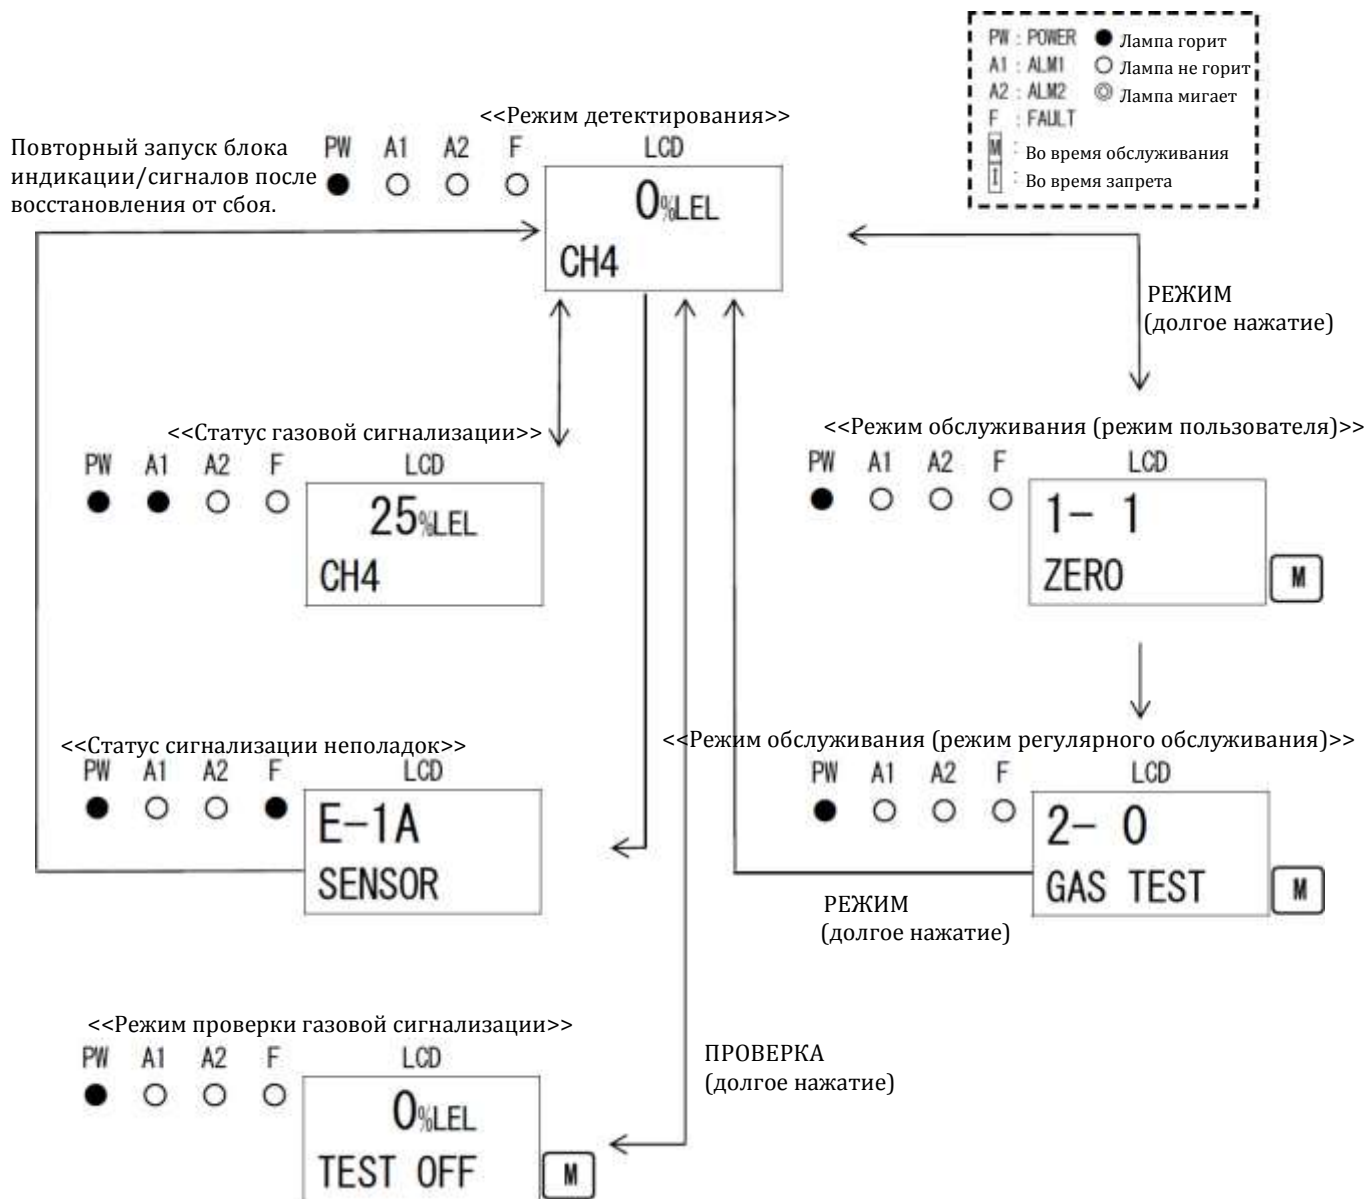 PW : POWER ● Лампа горит
A1 : ALM1 ○ Лампа не горит
A2 : ALM2 ◎ Лампа мигает
F : FAULT
M : Во время обслуживания
I : Во время запрета
<<Режим детектирования>>
Повторный запуск блока
индикации/сигналов после
восстановления от сбоя.
PW A1 A2 F LCD
0%LEL
CH4
РЕЖИМ
(долгое нажатие)
<<Статус газовой сигнализации>>
PW A1 A2 F LCD
25%LEL
CH4
<<Режим обслуживания (режим пользователя)>>
PW A1 A2 F LCD
1- 1
ZERO
M
<<Статус сигнализации неполадок>>
PW A1 A2 F LCD
E-1A
SENSOR
<<Режим обслуживания (режим регулярного обслуживания)>>
PW A1 A2 F LCD
2- 0
GAS TEST
M
РЕЖИМ
(долгое нажатие)
<<Режим проверки газовой сигнализации>>
PW A1 A2 F LCD
0%LEL
TEST OFF
M
ПРОВЕРКА
(долгое нажатие)